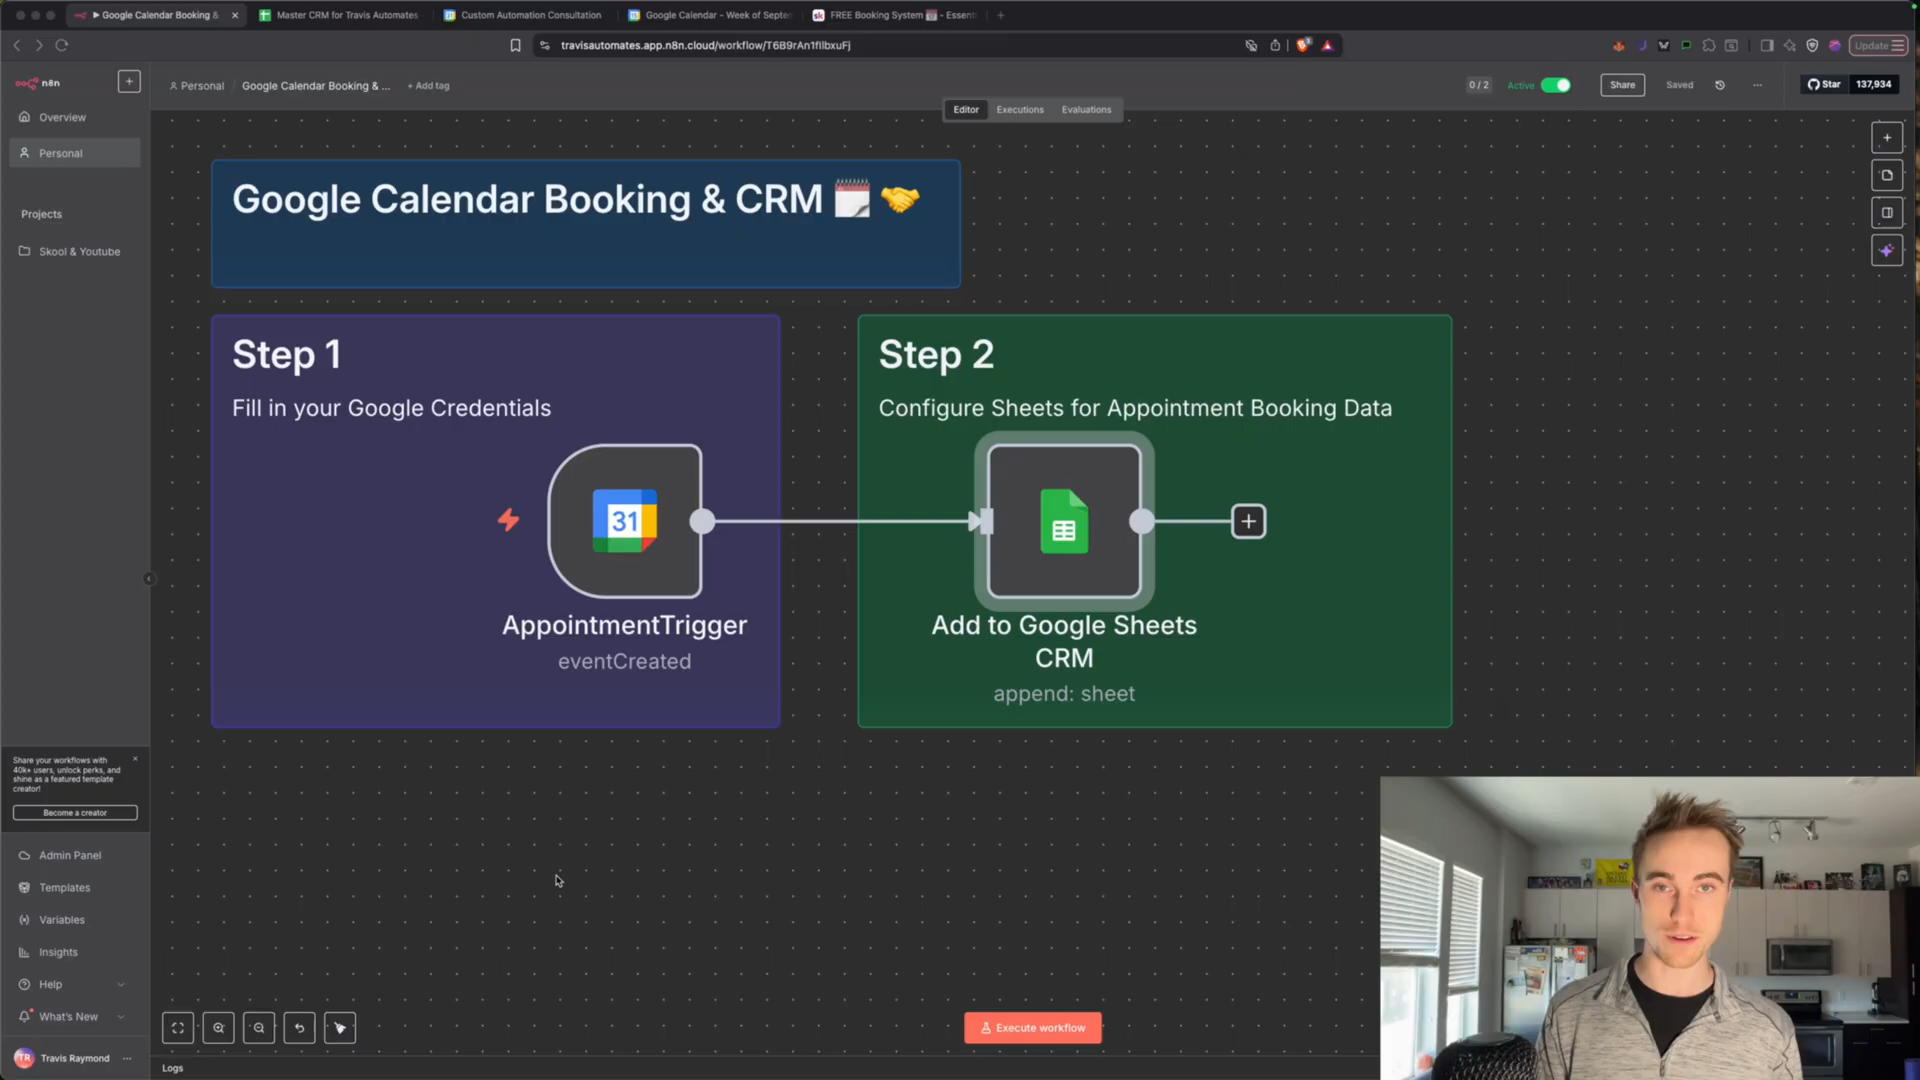 ▶ Google Calendar Booking &
Master CRM for Travis Automates
Custom Automation Consultation
Google Calendar - Week of Septe
FREE Booking System 🗓️ - Essent
travisautomates.app.n8n.cloud/workflow/T6B9rAn1fIlbxuFj
Update
n8n
Personal / Google Calendar Booking & ... + Add tag
0 / 2
Active
Share
Saved
Star 137,934
Editor
Executions
Evaluations
Overview
Personal
Projects
Skool & Youtube
Google Calendar Booking & CRM 🗓️ 🤝
Step 1
Fill in your Google Credentials
31
AppointmentTrigger
eventCreated
Step 2
Configure Sheets for Appointment Booking Data
Add to Google Sheets
CRM
append: sheet
Share your workflows with
40k+ users, unlock perks, and
shine as a featured template
creator!
Become a creator
Admin Panel
Templates
Variables
Insights
Help
What's New
TR
Travis Raymond
Execute workflow
Logs